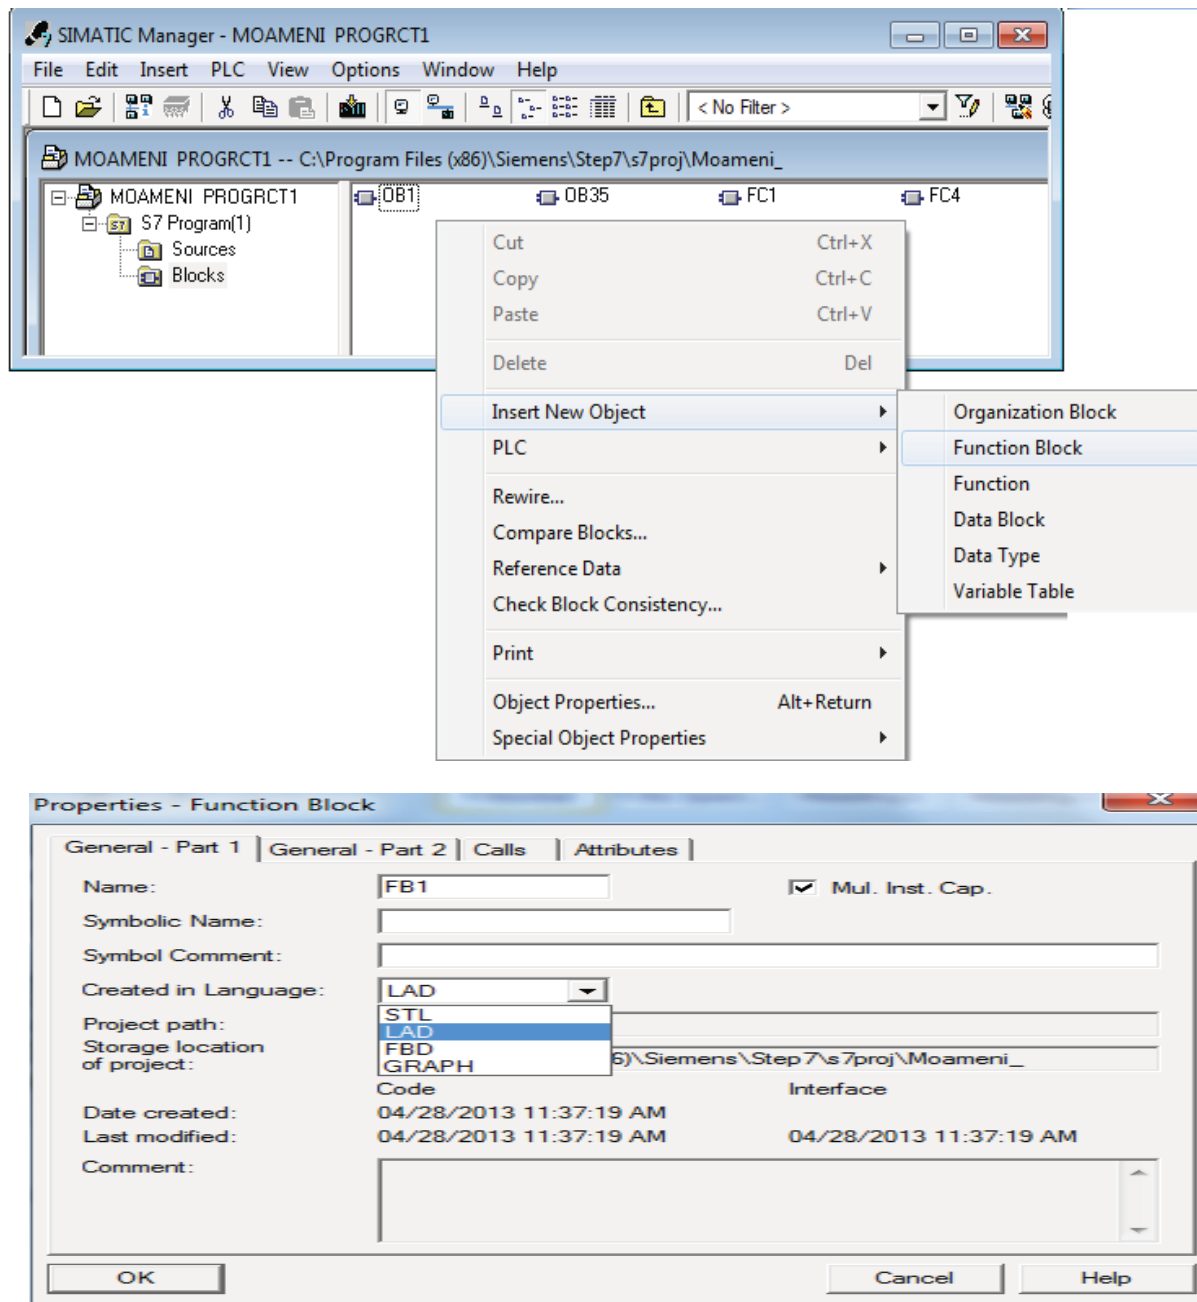 SIMATIC Manager - MOAMENI PROGRCT1
File Edit Insert PLC View Options Window Help
< No Filter >
MOAMENI PROGRCT1 -- C:\Program Files (x86)\Siemens\Step7\s7proj\Moameni_
MOAMENI PROGRCT1
S7 Program(1)
Sources
Blocks
OB1 OB35 FC1 FC4
Cut Ctrl+X
Copy Ctrl+C
Paste Ctrl+V
Delete Del
Insert New Object
PLC
Rewire...
Compare Blocks...
Reference Data
Check Block Consistency...
Print
Object Properties... Alt+Return
Special Object Properties
Organization Block
Function Block
Function
Data Block
Data Type
Variable Table
Properties - Function Block
General - Part 1 General - Part 2 Calls Attributes
Name: FB1 Mul. Inst. Cap.
Symbolic Name:
Symbol Comment:
Created in Language: LAD
STL
LAD
FBD
GRAPH
Project path:
Storage location
of project: 6)\Siemens\Step7\s7proj\Moameni_
Code Interface
Date created: 04/28/2013 11:37:19 AM
Last modified: 04/28/2013 11:37:19 AM 04/28/2013 11:37:19 AM
Comment:
OK Cancel Help